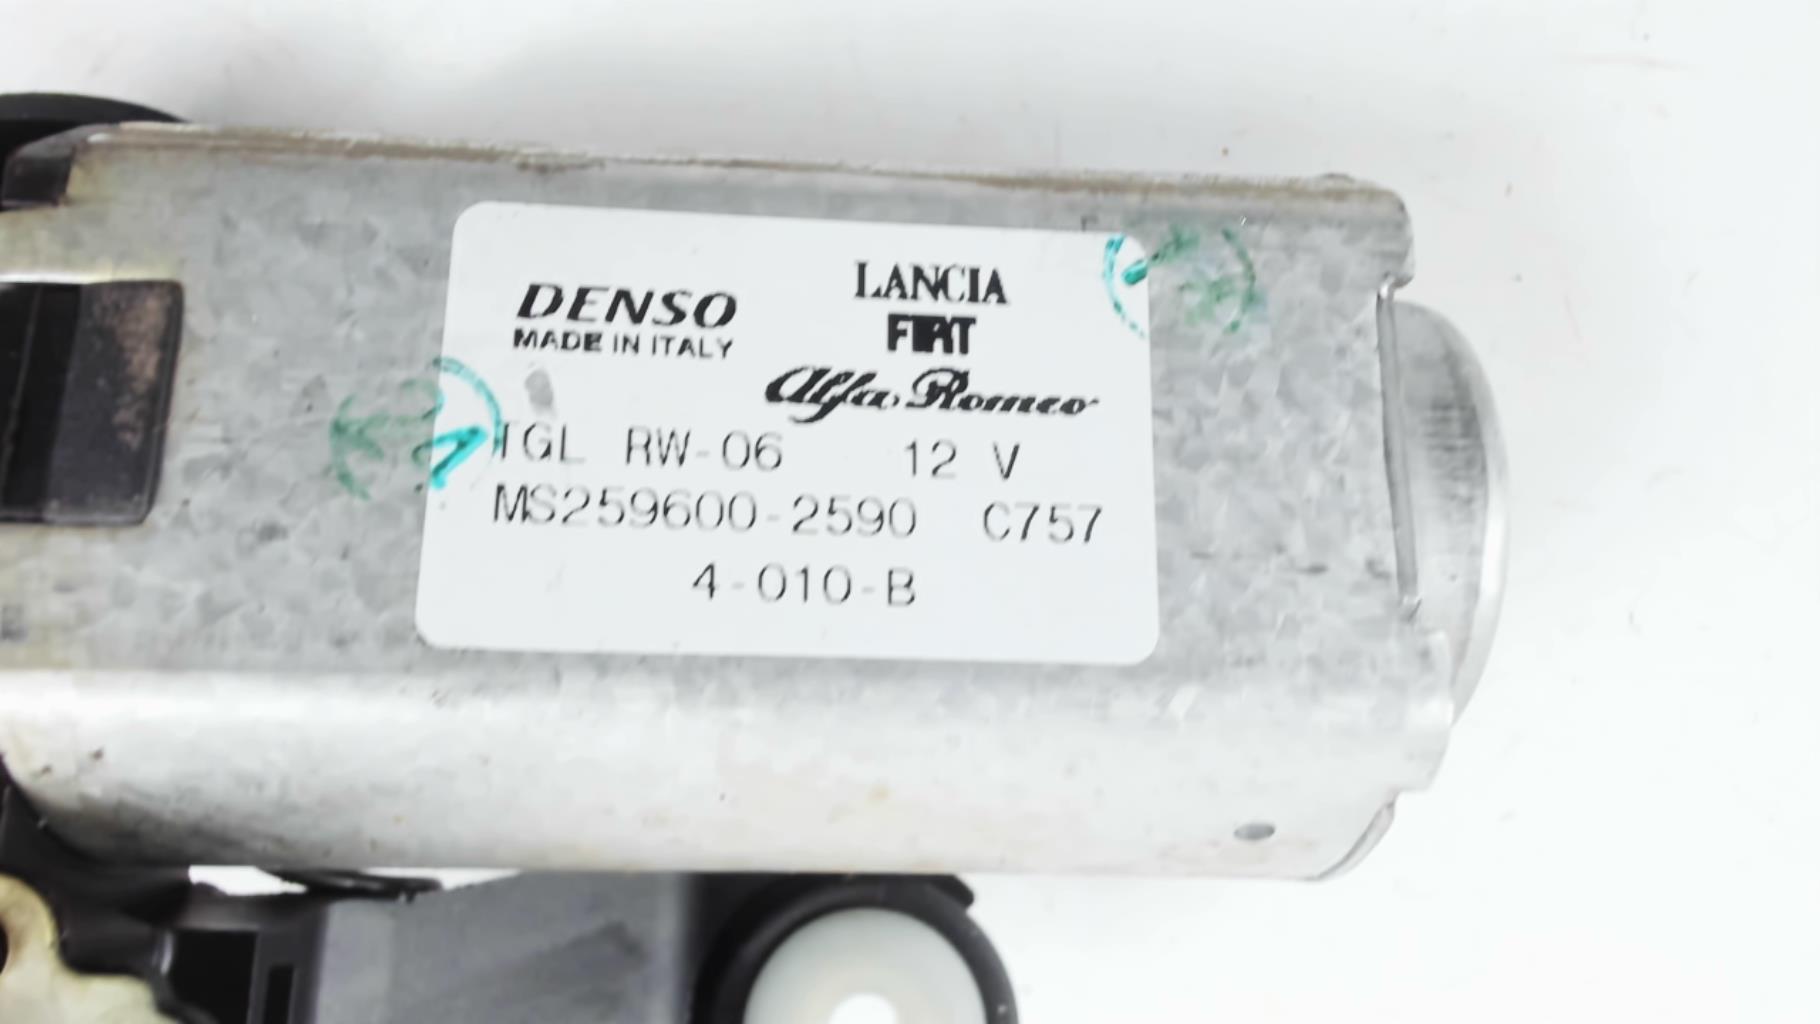 DENSO
MADE IN ITALY
LANCIA
FIAT
Alfa Romeo
TGL RW-06 12 V
MS259600-2590 C757
4-010-B